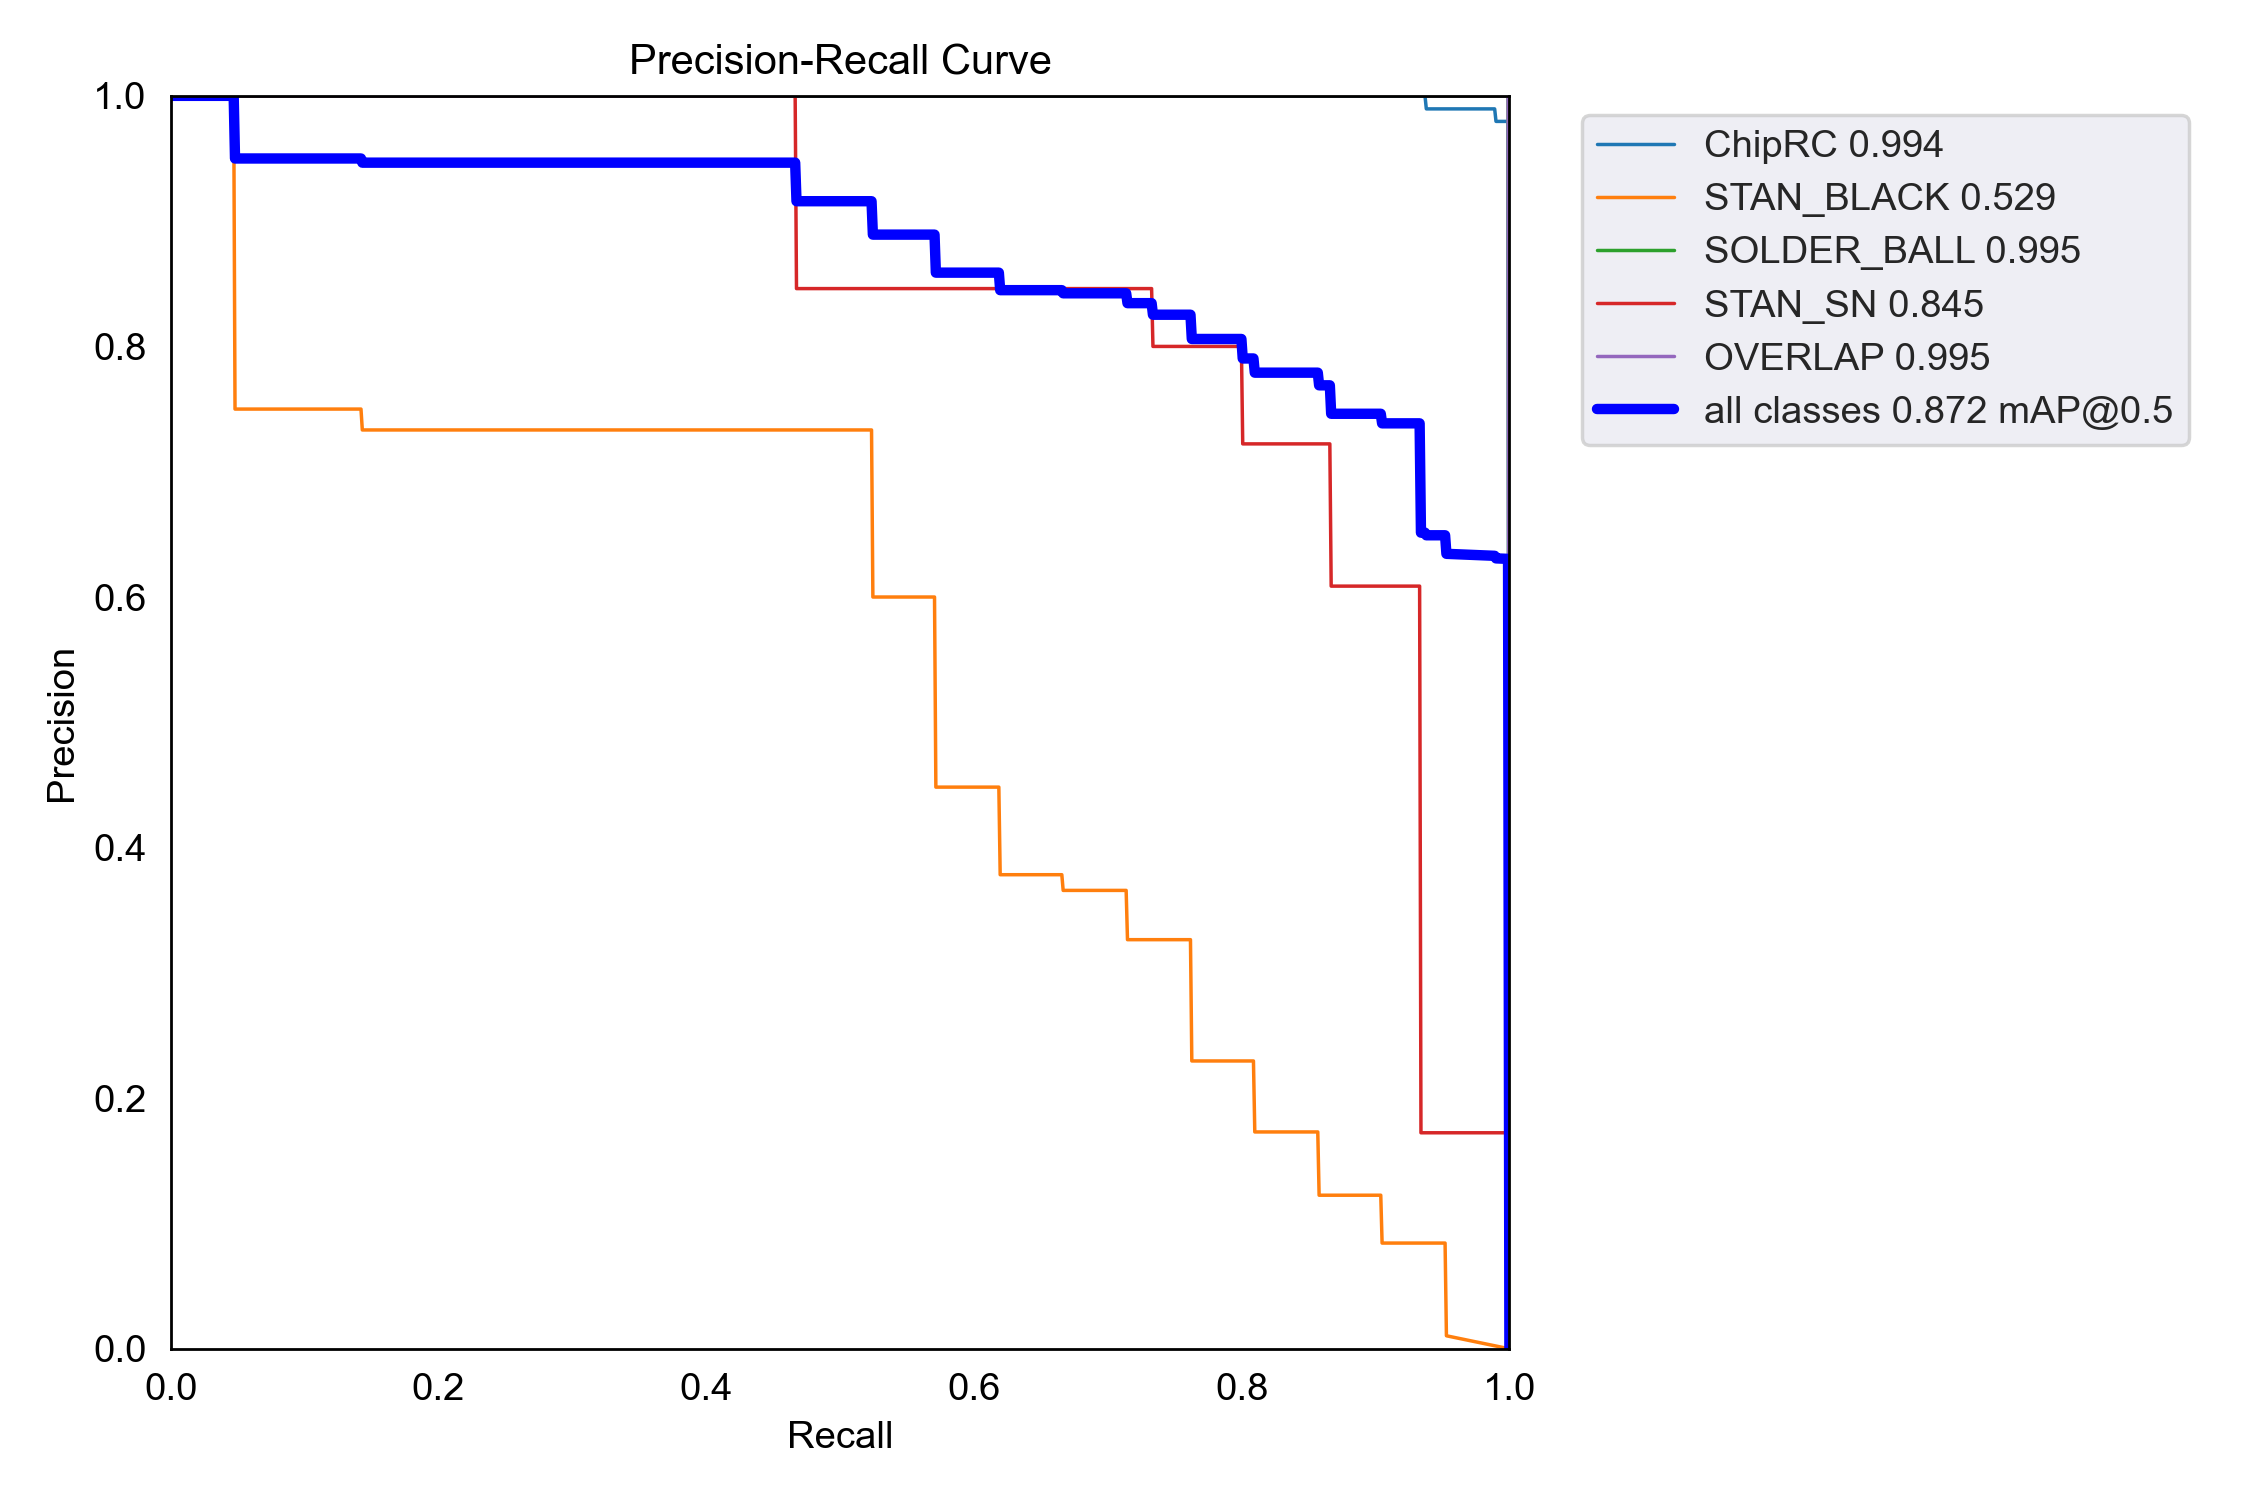 Precision-Recall Curve
1.0
0.8
0.6
0.4
0.2
0.0
Precision
0.0 0.2 0.4 0.6 0.8 1.0
Recall
ChipRC 0.994
STAN_BLACK 0.529
SOLDER_BALL 0.995
STAN_SN 0.845
OVERLAP 0.995
all classes 0.872 mAP@0.5